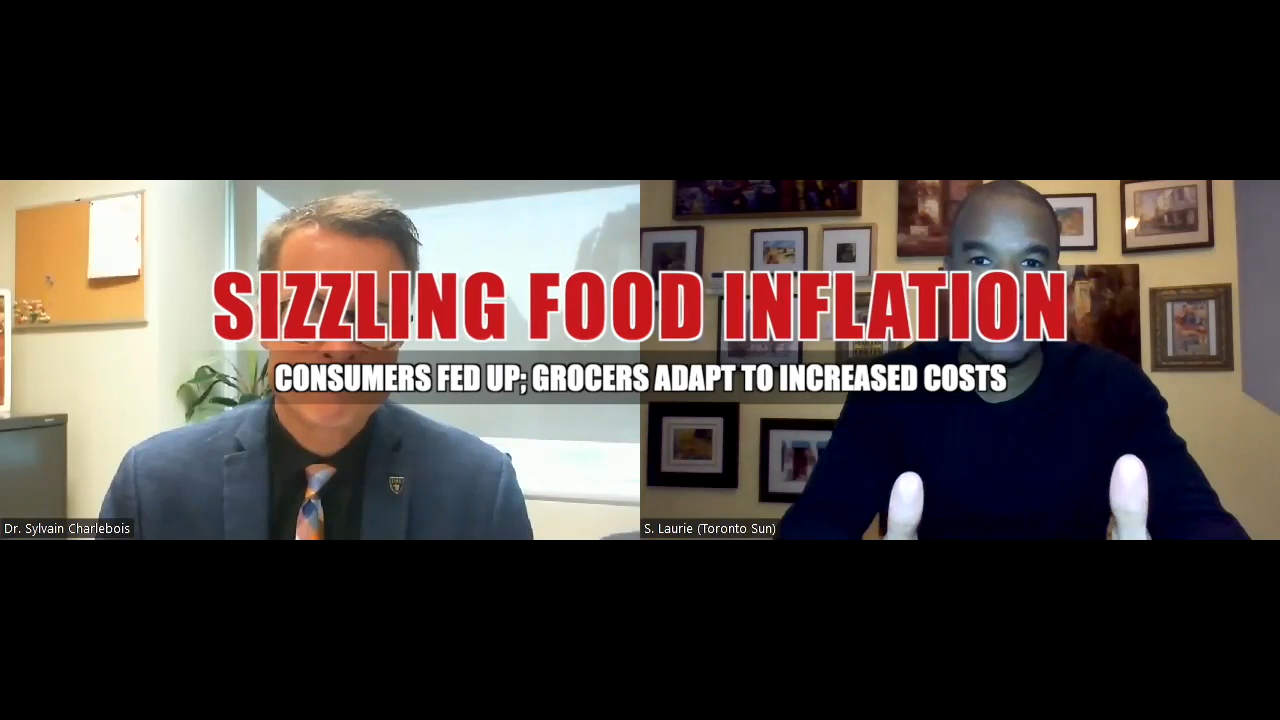 SIZZLING FOOD INFLATION
CONSUMERS FED UP; GROCERS ADAPT TO INCREASED COSTS
Dr. Sylvain Charlebois
S. Laurie (Toronto Sun)